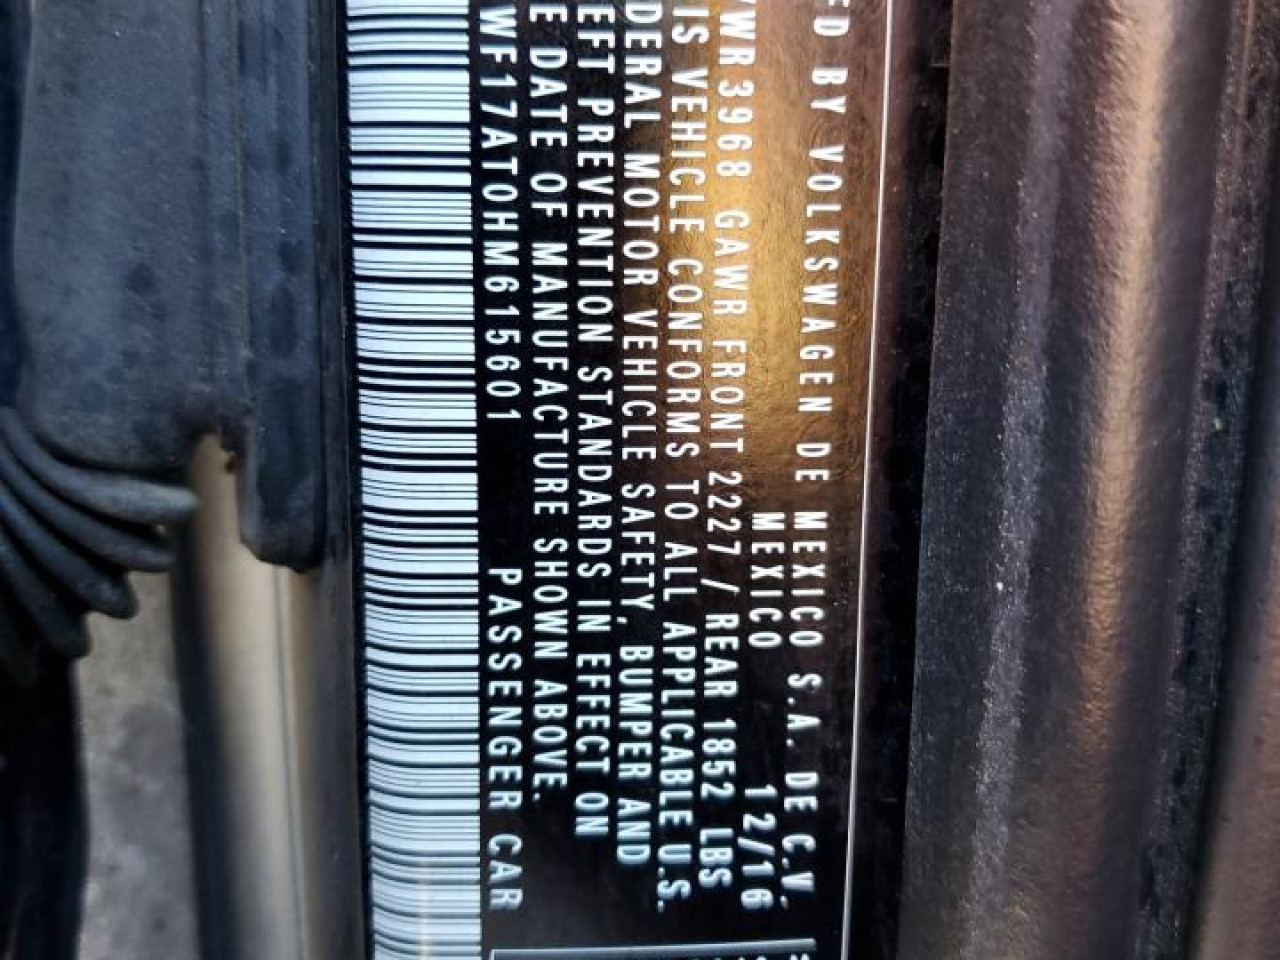 FD BY VOLKSWAGEN DE MEXICO S.A. DE C.V.
MEXICO 12/16
VWR 3968 GAWR FRONT 2227 / REAR 1852 LBS
IS VEHICLE CONFORMS TO ALL APPLICABLE U.S.
DERAL MOTOR VEHICLE SAFETY, BUMPER AND
EFT PREVENTION STANDARDS IN EFFECT ON
E DATE OF MANUFACTURE SHOWN ABOVE.
WF17AT0HM615601 PASSENGER CAR